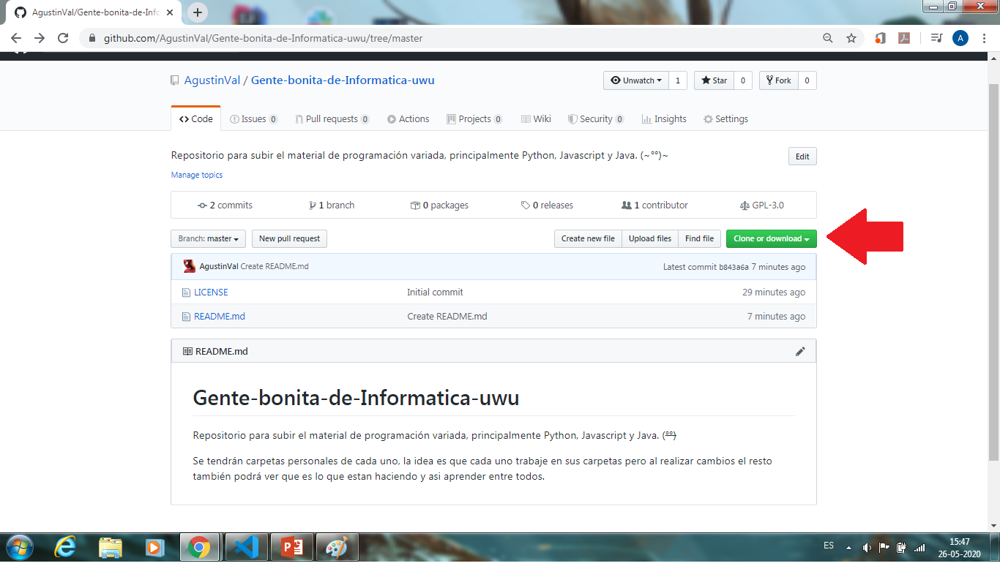 AgustinVal/Gente-bonita-de-Info
github.com/AgustinVal/Gente-bonita-de-Informatica-uwu/tree/master
A
AgustinVal / Gente-bonita-de-Informatica-uwu
Unwatch 1
Star 0
Fork 0
Code
Issues 0
Pull requests 0
Actions
Projects 0
Wiki
Security 0
Insights
Settings
Repositorio para subir el material de programación variada, principalmente Python, Javascript y Java. (~°°)~
Edit
Manage topics
2 commits
1 branch
0 packages
0 releases
1 contributor
GPL-3.0
Branch: master
New pull request
Create new file
Upload files
Find file
Clone or download
AgustinVal Create README.md
Latest commit b843a6a 7 minutes ago
LICENSE Initial commit 29 minutes ago
README.md Create README.md 7 minutes ago
README.md
Gente-bonita-de-Informatica-uwu
Repositorio para subir el material de programación variada, principalmente Python, Javascript y Java. (°°)
Se tendrán carpetas personales de cada uno, la idea es que cada uno trabaje en sus carpetas pero al realizar cambios el resto
también podrá ver que es lo que estan haciendo y asi aprender entre todos.
ES
15:47
26-05-2020